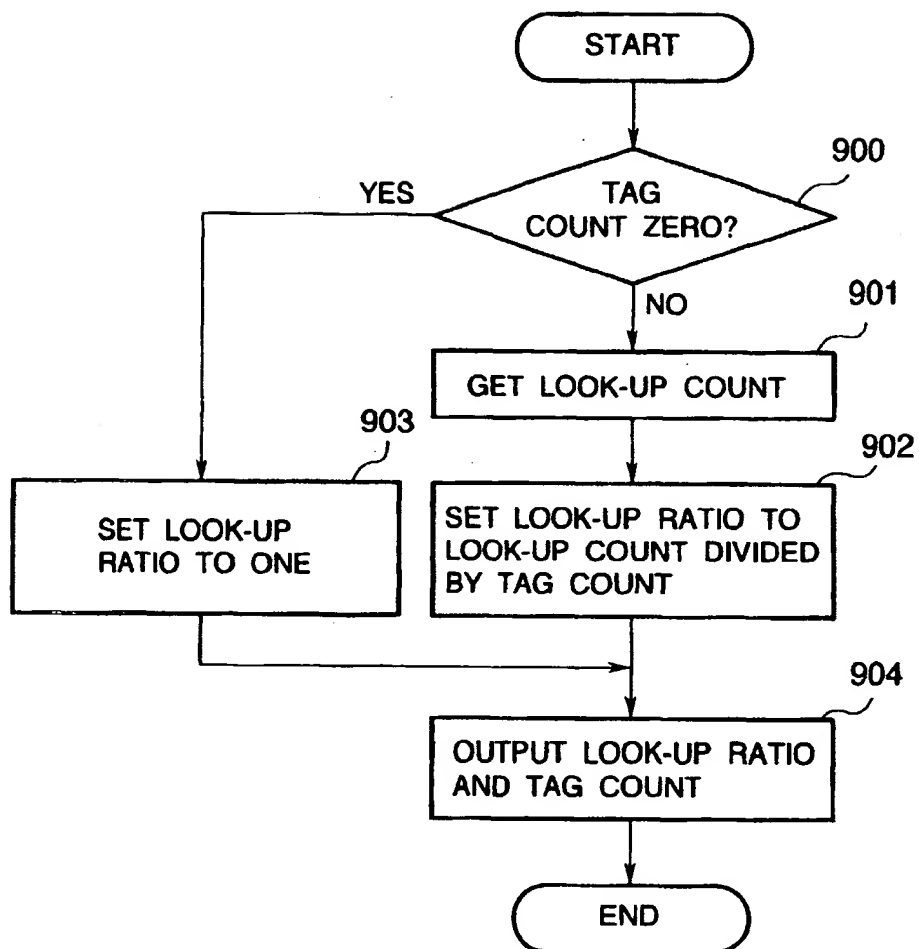 START
900
TAG
COUNT ZERO?
YES
NO
901
GET LOOK-UP COUNT
903
902
SET LOOK-UP
RATIO TO ONE
SET LOOK-UP RATIO TO
LOOK-UP COUNT DIVIDED
BY TAG COUNT
904
OUTPUT LOOK-UP RATIO
AND TAG COUNT
END